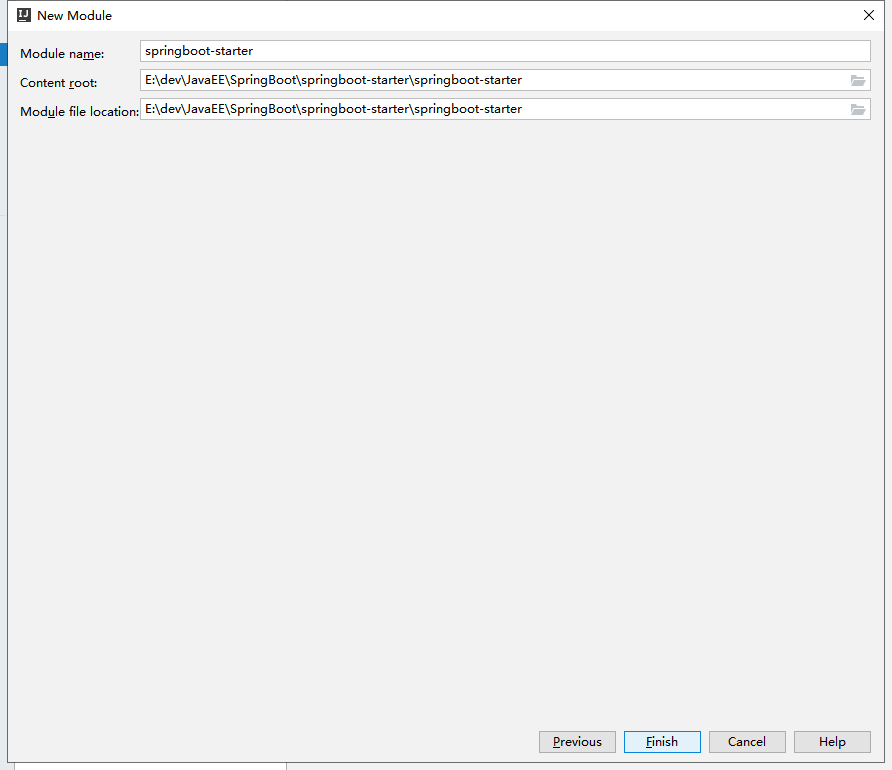 IJ New Module
Module name: springboot-starter
Content root: E:\dev\JavaEE\SpringBoot\springboot-starter\springboot-starter
Module file location: E:\dev\JavaEE\SpringBoot\springboot-starter\springboot-starter
Previous Finish Cancel Help